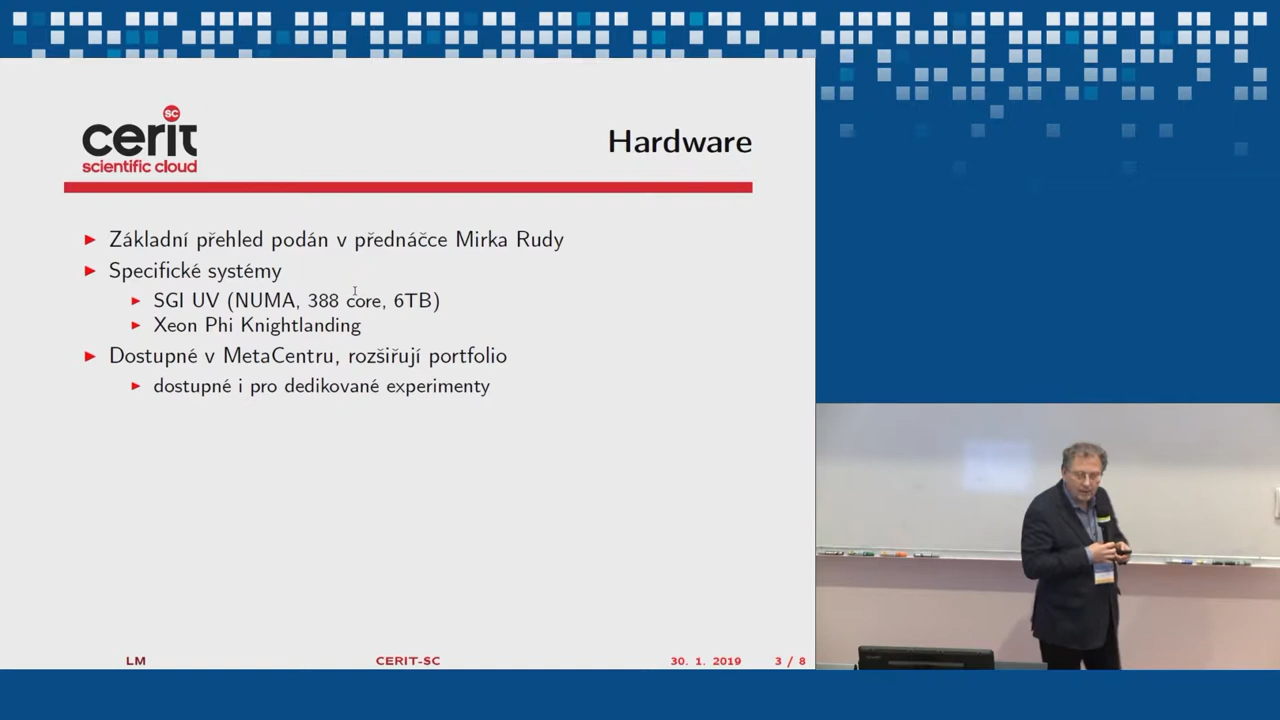 sc
cerit
scientific cloud
Hardware
Základní přehled podán v přednáčce Mirka Rudy
Specifické systémy
SGI UV (NUMA, 388 core, 6TB)
Xeon Phi Knightlanding
Dostupné v MetaCentru, rozšiřují portfolio
dostupné i pro dedikované experimenty
LM
CERIT-SC
30. 1. 2019
3 / 8